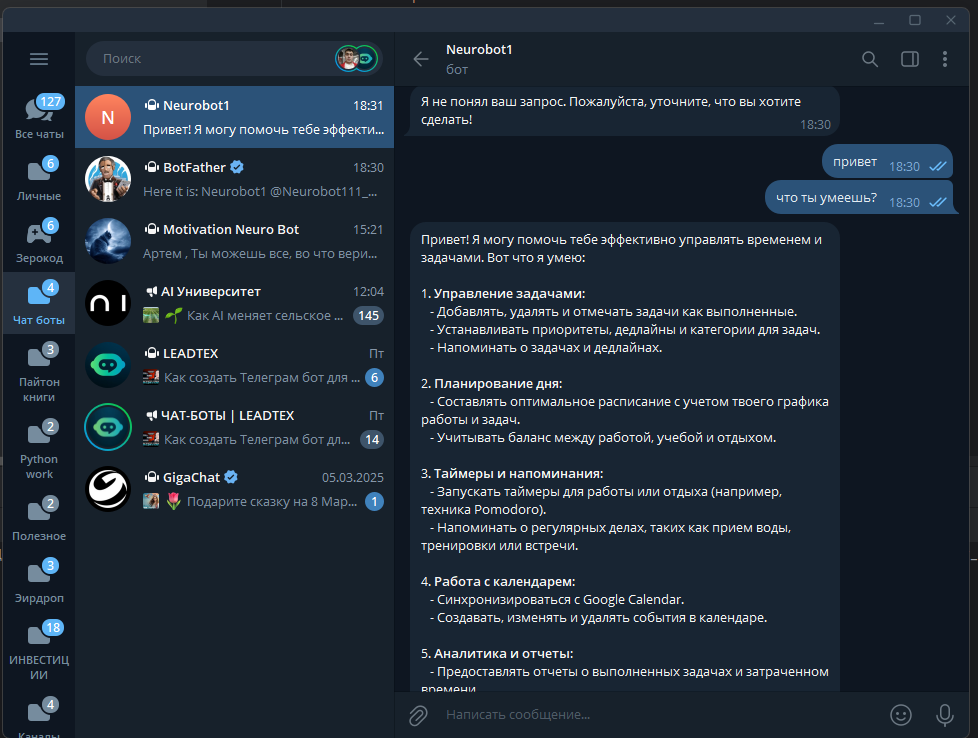 Поиск
127
Все чаты
6
Личные
6
Зерокод
4
Чат боты
3
Пайтон
книги
2
Python
work
2
Полезное
3
Эирдроп
18
ИНВЕСТИЦ
ИИ
4
Каналы
N
Neurobot1 18:31
Привет! Я могу помочь тебе эффекти...
BotFather 18:30
Here it is: Neurobot1 @Neurobot111_...
Motivation Neuro Bot 15:21
Артем , Ты можешь все, во что вери...
AI Университет 12:04
Как AI меняет сельское ... 145
LEADTEX Пт
Как создать Телеграм бот для ... 6
ЧАТ-БОТЫ | LEADTEX Пт
Как создать Телеграм бот дл... 14
GigaChat 05.03.2025
Подарите сказку на 8 Мар... 1
Neurobot1
бот
Я не понял ваш запрос. Пожалуйста, уточните, что вы хотите
сделать!
18:30
привет 18:30
что ты умеешь? 18:30
Привет! Я могу помочь тебе эффективно управлять временем и
задачами. Вот что я умею:
1. Управление задачами:
- Добавлять, удалять и отмечать задачи как выполненные.
- Устанавливать приоритеты, дедлайны и категории для задач.
- Напоминать о задачах и дедлайнах.
2. Планирование дня:
- Составлять оптимальное расписание с учетом твоего графика
работы и задач.
- Учитывать баланс между работой, учебой и отдыхом.
3. Таймеры и напоминания:
- Запускать таймеры для работы или отдыха (например,
техника Pomodoro).
- Напоминать о регулярных делах, таких как прием воды,
тренировки или встречи.
4. Работа с календарем:
- Синхронизироваться с Google Calendar.
- Создавать, изменять и удалять события в календаре.
5. Аналитика и отчеты:
- Предоставлять отчеты о выполненных задачах и затраченном
времени
Написать сообщение...